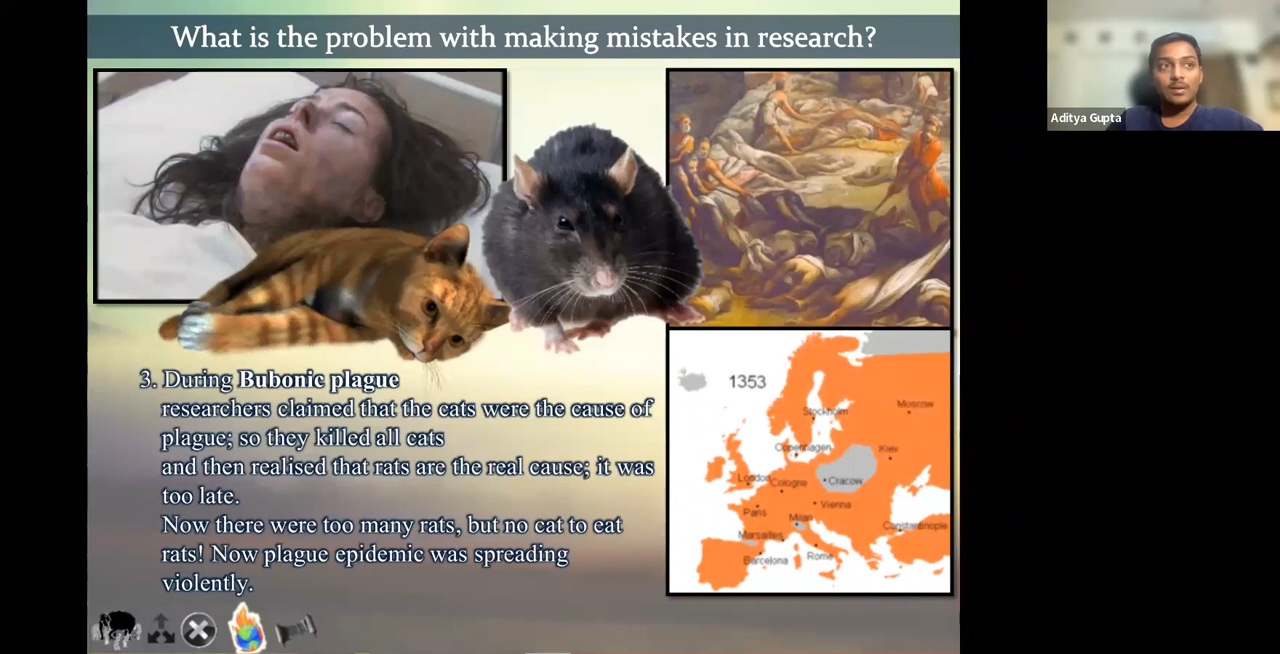 What is the problem with making mistakes in research?
Aditya Gupta
3. During Bubonic plague
researchers claimed that the cats were the cause of
plague; so they killed all cats
and then realised that rats are the real cause; it was
too late.
Now there were too many rats, but no cat to eat
rats! Now plague epidemic was spreading
violently.
1353
Stockholm
Moscow
Copenhagen
Kiev
London
Cologne
Cracow
Paris
Vienna
Milan
Marsailles
Constantinople
Barcelona
Rome